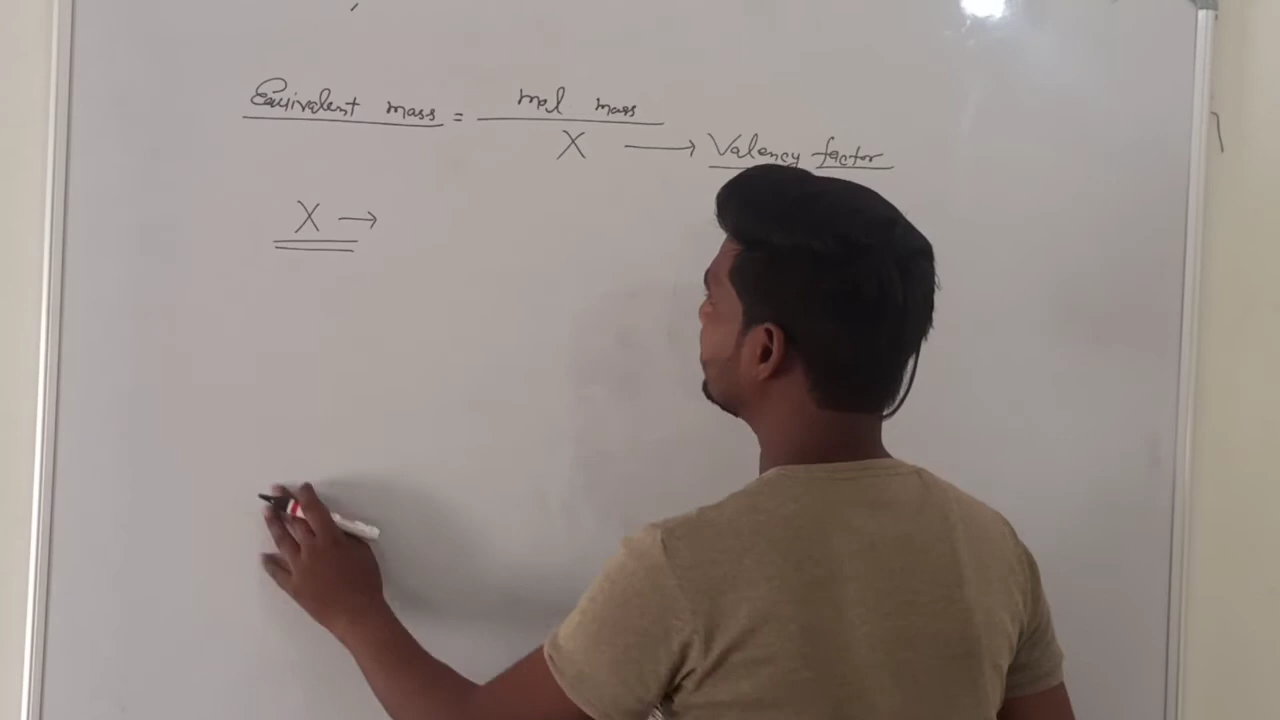 Equivalent mass = mol. mass
X → Valency factor
X →